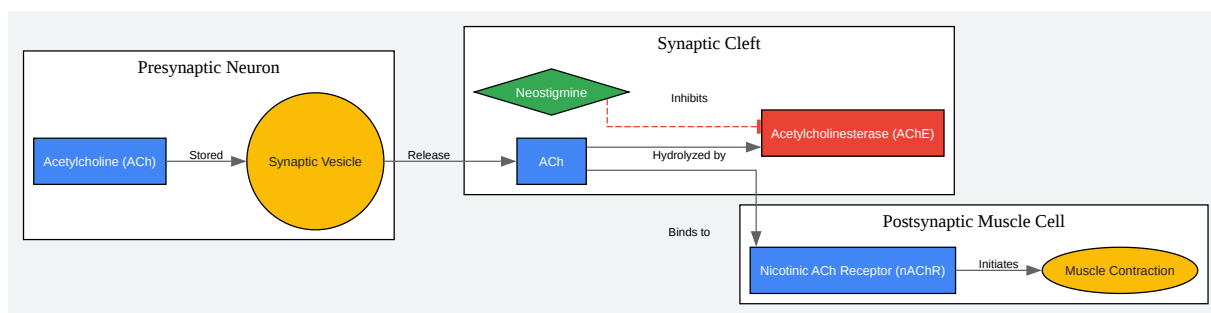 Presynaptic Neuron
Acetylcholine (ACh)
Stored
Synaptic Vesicle
Release
Synaptic Cleft
Neostigmine
Inhibits
Acetylcholinesterase (AChE)
ACh
Hydrolyzed by
Binds to
Postsynaptic Muscle Cell
Nicotinic ACh Receptor (nAChR)
Initiates
Muscle Contraction